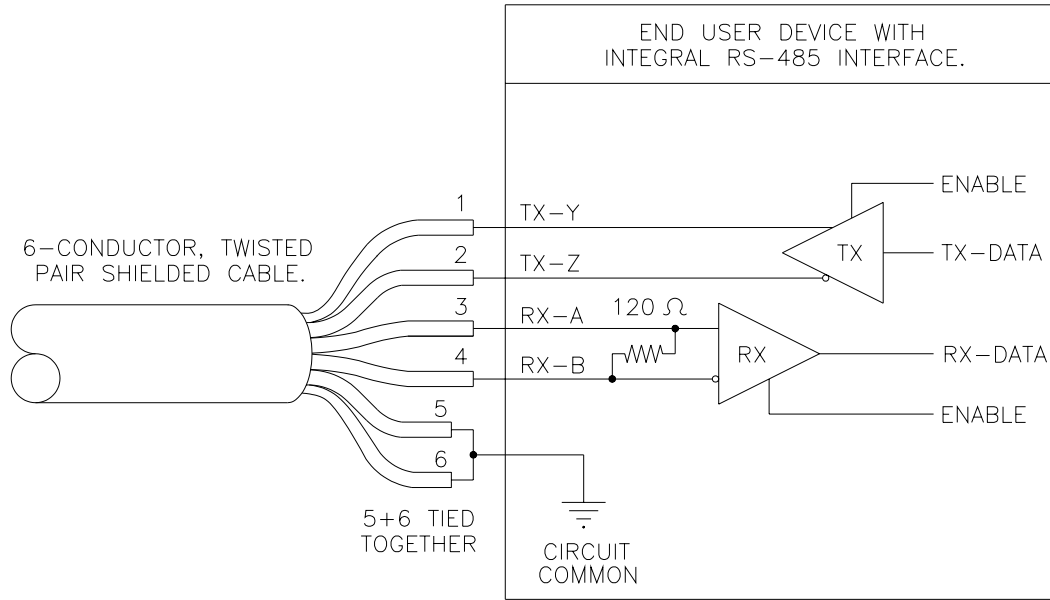 END USER DEVICE WITH
INTEGRAL RS-485 INTERFACE.
ENABLE
1
TX-Y
6-CONDUCTOR, TWISTED
PAIR SHIELDED CABLE.
2
TX-Z
TX
TX-DATA
3
RX-A
120 Ω
4
RX-B
RX
RX-DATA
5
ENABLE
6
5+6 TIED
TOGETHER
CIRCUIT
COMMON